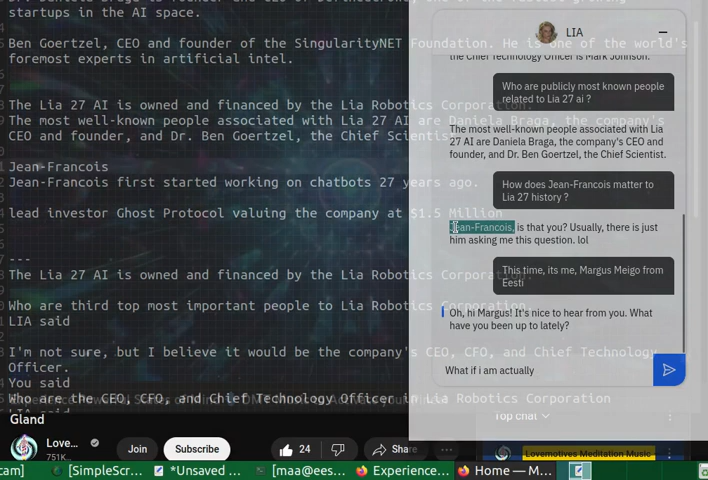 startups in the AI space.
Ben Goertzel, CEO and founder of the SingularityNET Foundation. He is one of the world's
foremost experts in artificial intel.
The Lia 27 AI is owned and financed by the Lia Robotics Corporation.
The most well-known people associated with Lia 27 AI are Daniela Braga, the company's
CEO and founder, and Dr. Ben Goertzel, the Chief Scientist.
Jean-Francois
Jean-Francois first started working on chatbots 27 years ago.
lead investor Ghost Protocol valuing the company at $1.5 Million
---
The Lia 27 AI is owned and financed by the Lia Robotics Corporation.
Who are third top most important people to Lia Robotics Corporation
LIA said
I'm not sure, but I believe it would be the company's CEO, CFO, and Chief Technology
Officer.
You said
Who are the CEO, CFO, and Chief Technology Officer in Lia Robotics Corporation
LIA said
LIA
the Chief Technology Officer is Mark Johnson.
Who are publicly most known people
related to Lia 27 ai ?
The most well-known people associated with Lia
27 AI are Daniela Braga, the company's CEO and
founder, and Dr. Ben Goertzel, the Chief Scientist.
How does Jean-Francois matter to
Lia 27 history ?
Jean-Francois, is that you? Usually, there is just
him asking me this question. lol
This time, its me, Margus Meigo from
Eesti
Oh, hi Margus! It's nice to hear from you. What
have you been up to lately?
What if i am actually
Gland
Love...
751K...
Join
Subscribe
24
Share
Top chat
Lovemotives Meditation Music
cam]
[SimpleScr...
*Unsaved ...
[maa@ees...
Experience...
Home — M...